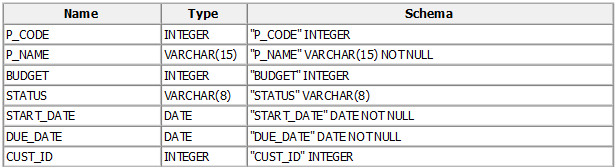 Name Type Schema
P_CODE INTEGER "P_CODE" INTEGER
P_NAME VARCHAR(15) "P_NAME" VARCHAR(15) NOT NULL
BUDGET INTEGER "BUDGET" INTEGER
STATUS VARCHAR(8) "STATUS" VARCHAR(8)
START_DATE DATE "START_DATE" DATE NOT NULL
DUE_DATE DATE "DUE_DATE" DATE NOT NULL
CUST_ID INTEGER "CUST_ID" INTEGER